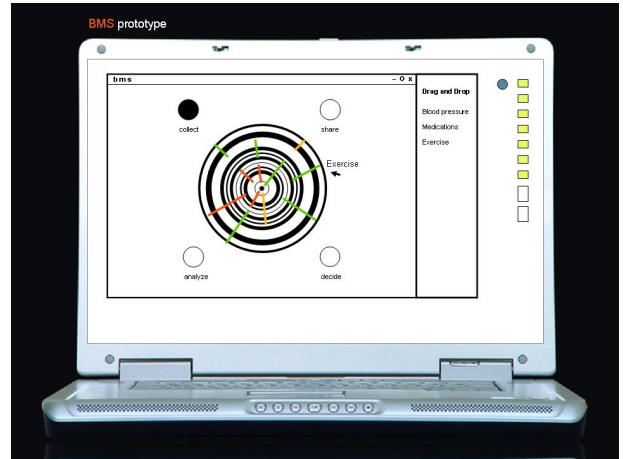 BMS prototype
bms
collect
share
Exercise
analyze
decide
Drag and Drop
Blood pressure
Medications
Exercise